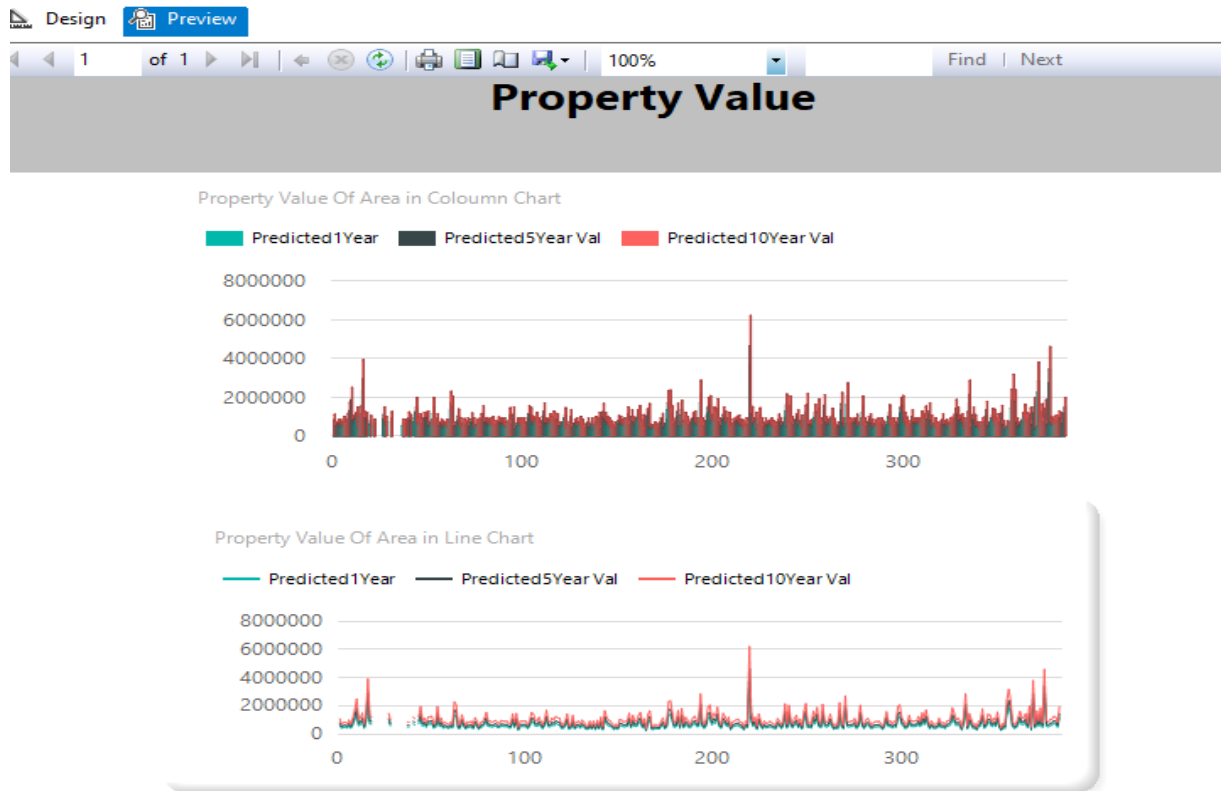 Design Preview
1 of 1 100% Find | Next
Property Value
Property Value Of Area in Coloumn Chart
Predicted1Year Predicted5Year Val Predicted10Year Val
8000000
6000000
4000000
2000000
0
0 100 200 300
Property Value Of Area in Line Chart
Predicted1Year Predicted5Year Val Predicted10Year Val
8000000
6000000
4000000
2000000
0
0 100 200 300